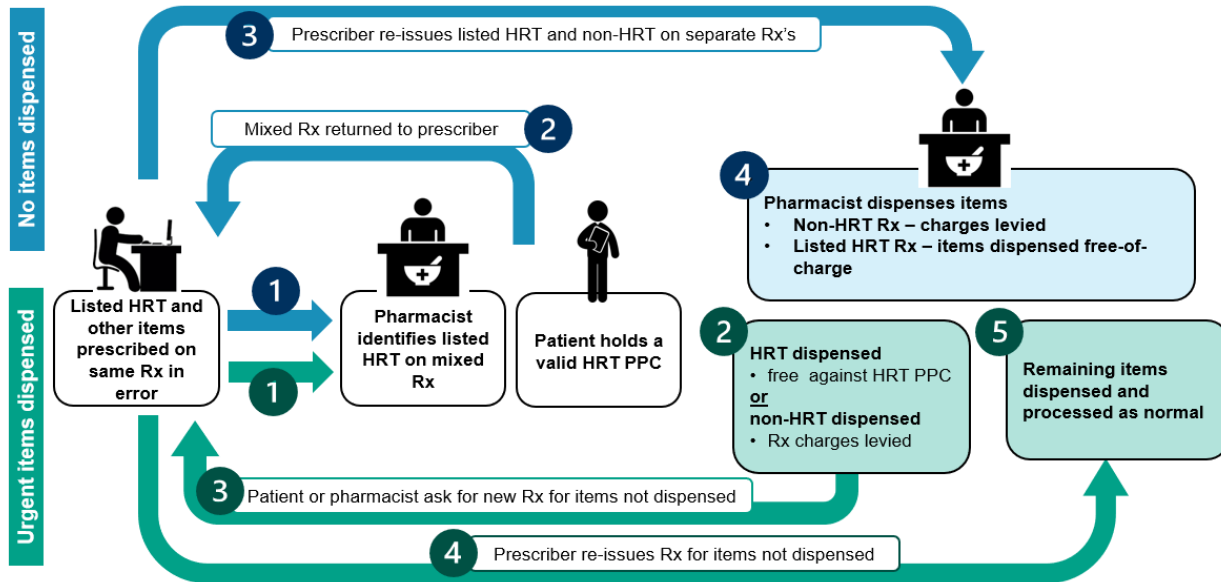 No items dispensed
3
Prescriber re-issues listed HRT and non-HRT on separate Rx's
Mixed Rx returned to prescriber
2
4
Pharmacist dispenses items
• Non-HRT Rx – charges levied
• Listed HRT Rx – items dispensed free-of-
charge
Listed HRT and
other items
prescribed on
same Rx in
error
1
1
Pharmacist
identifies listed
HRT on mixed
Rx
Patient holds a
valid HRT PPC
Urgent items dispensed
2
HRT dispensed
• free against HRT PPC
or
non-HRT dispensed
• Rx charges levied
5
Remaining items
dispensed and
processed as normal
3
Patient or pharmacist ask for new Rx for items not dispensed
4
Prescriber re-issues Rx for items not dispensed